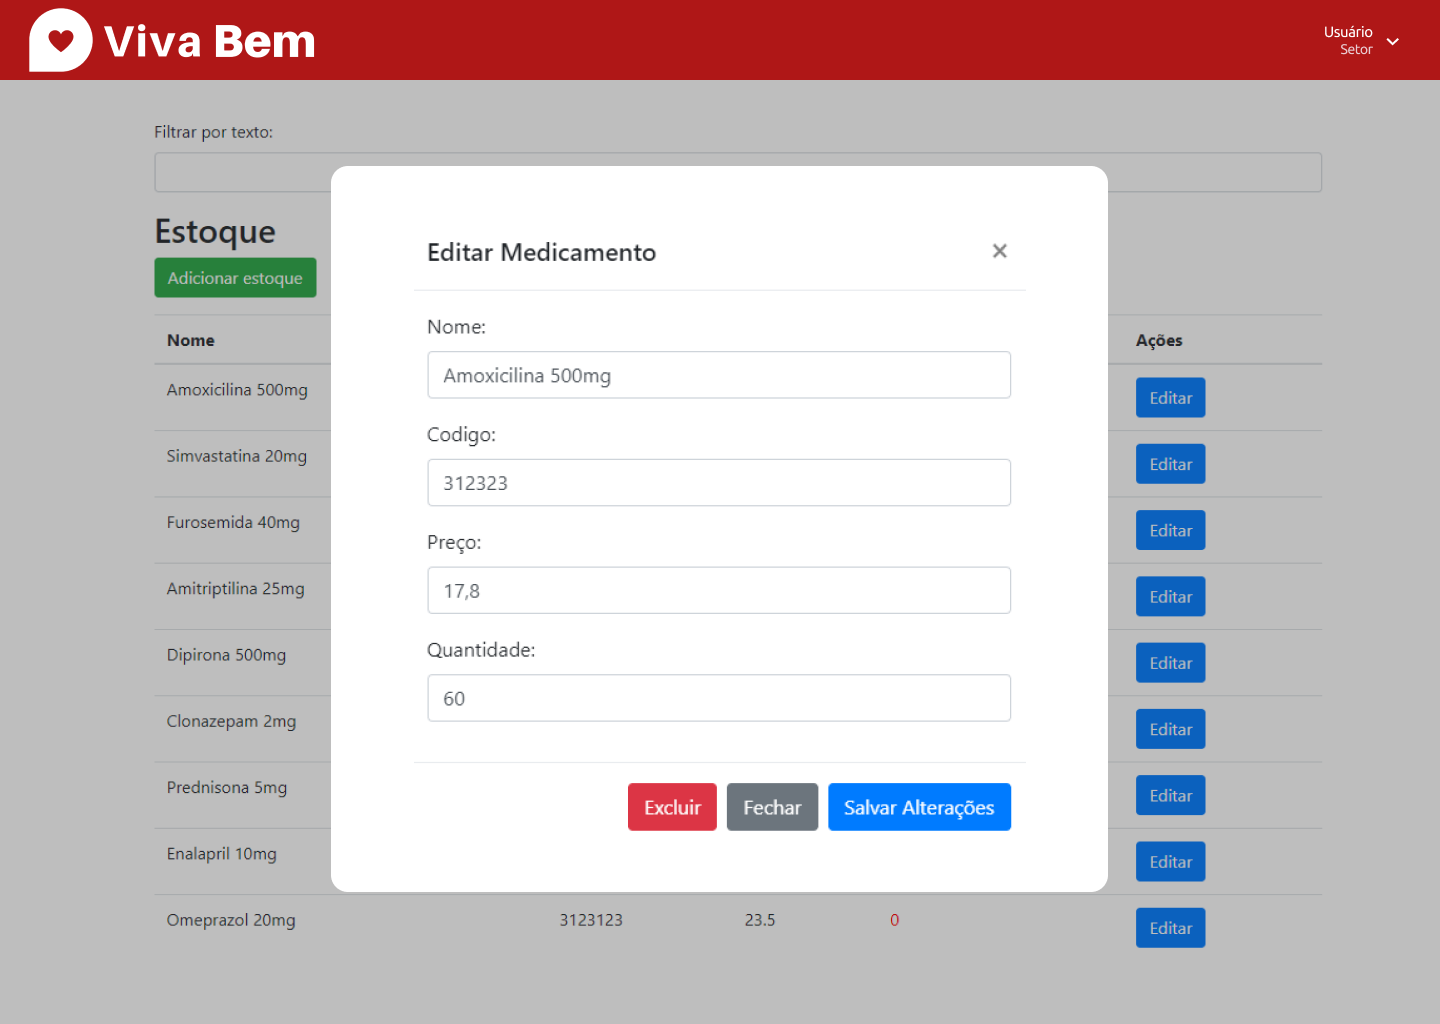 Viva Bem
Usuário
Setor
Filtrar por texto:
Estoque
Adicionar estoque
Nome
Ações
Amoxicilina 500mg
Editar
Simvastatina 20mg
Editar
Furosemida 40mg
Editar
Amitriptilina 25mg
Editar
Dipirona 500mg
Editar
Clonazepam 2mg
Editar
Prednisona 5mg
Editar
Enalapril 10mg
Editar
Omeprazol 20mg 3123123 23.5 0
Editar
Editar Medicamento
×
Nome:
Amoxicilina 500mg
Codigo:
312323
Preço:
17,8
Quantidade:
60
Excluir
Fechar
Salvar Alterações